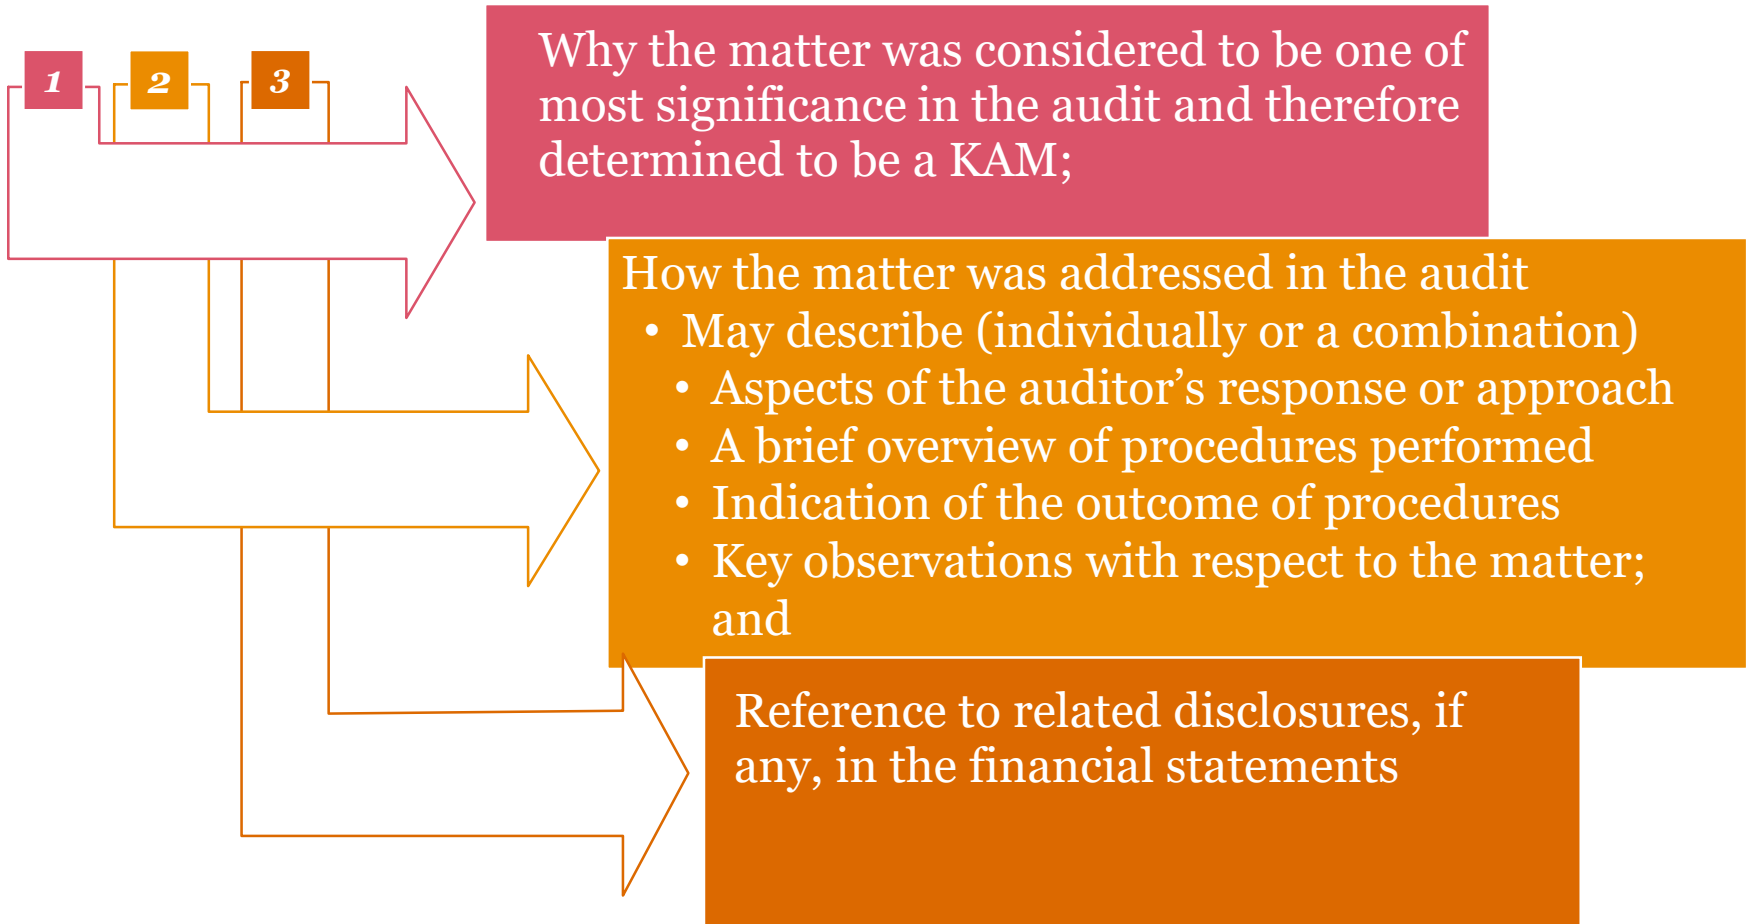 1
2
3
Why the matter was considered to be one of
most significance in the audit and therefore
determined to be a KAM;
How the matter was addressed in the audit
• May describe (individually or a combination)
• Aspects of the auditor’s response or approach
• A brief overview of procedures performed
• Indication of the outcome of procedures
• Key observations with respect to the matter;
and
Reference to related disclosures, if
any, in the financial statements